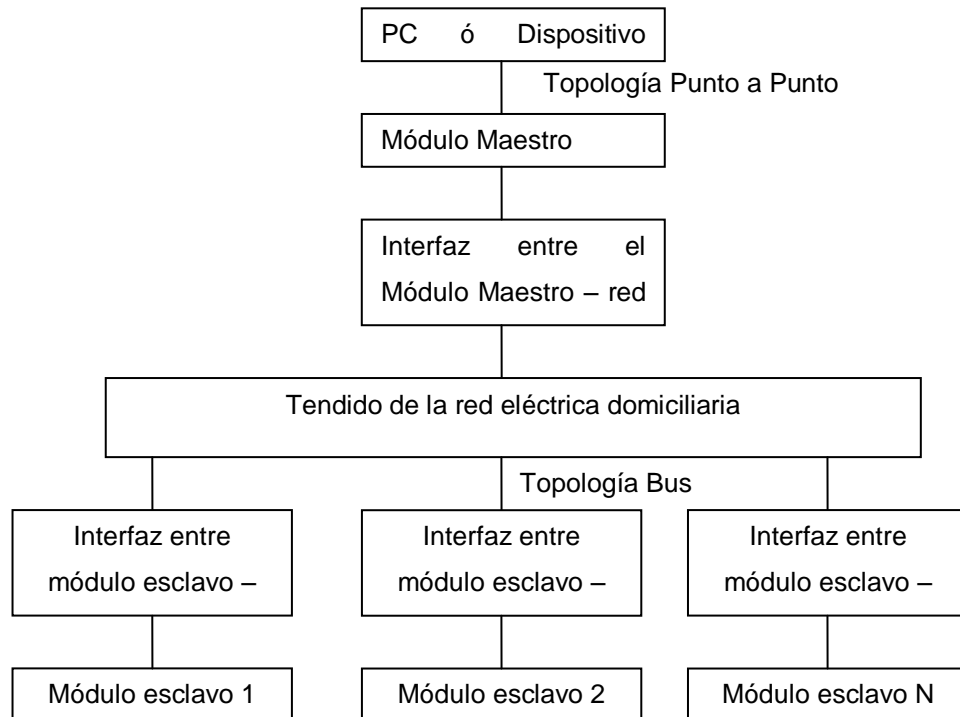 PC ó Dispositivo
Topología Punto a Punto
Módulo Maestro
Interfaz entre el
Módulo Maestro – red
Tendido de la red eléctrica domiciliaria
Topología Bus
Interfaz entre
módulo esclavo –
Interfaz entre
módulo esclavo –
Interfaz entre
módulo esclavo –
Módulo esclavo 1
Módulo esclavo 2
Módulo esclavo N